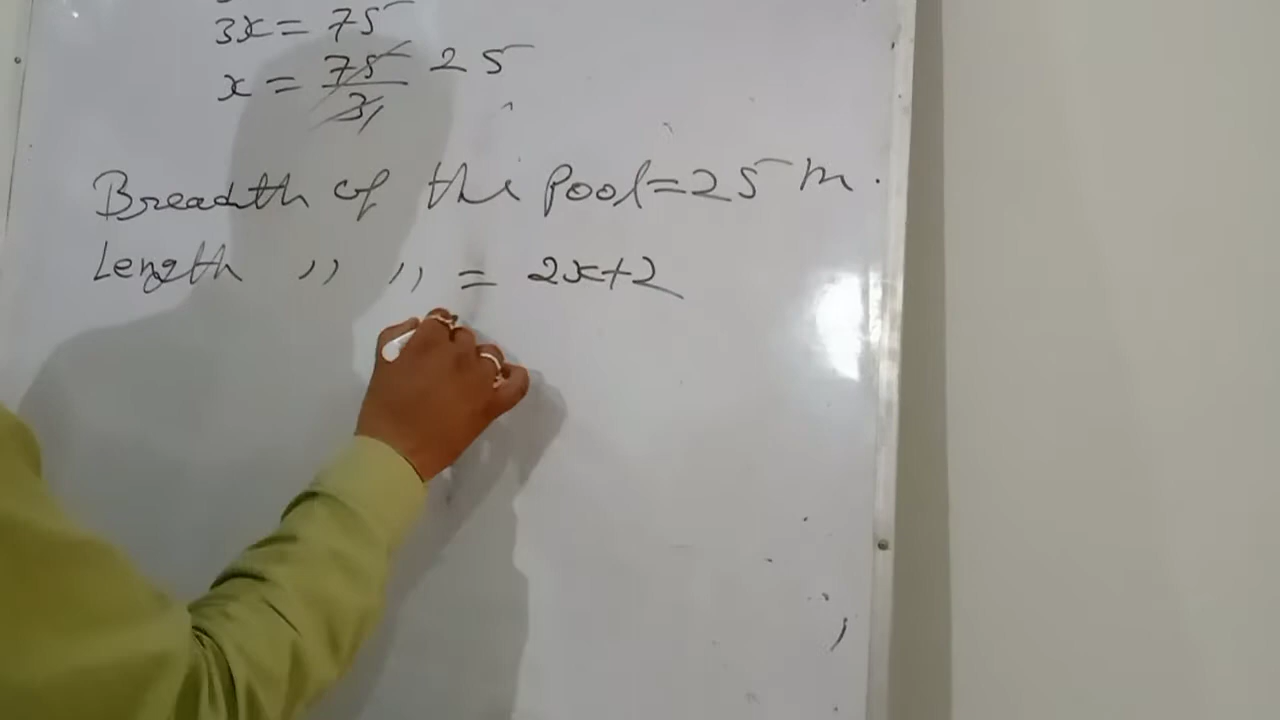 3x = 75
x = 75/3 25
Breadth of the Pool = 25 m.
Length ,, ,, = 2x+2